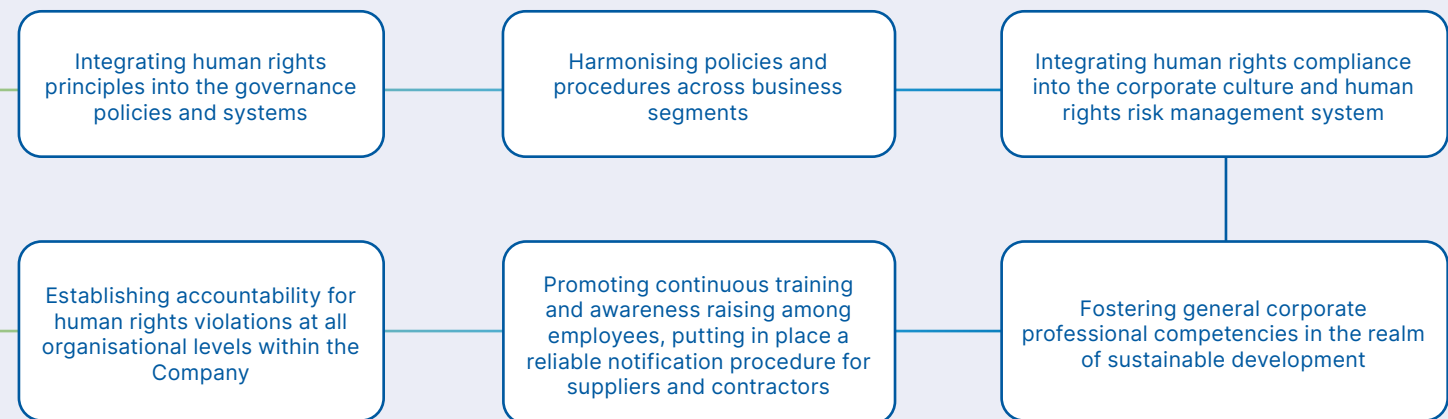 Integrating human rights
principles into the governance
policies and systems
Harmonising policies and
procedures across business
segments
Integrating human rights compliance
into the corporate culture and human
rights risk management system
Establishing accountability for
human rights violations at all
organisational levels within the
Company
Promoting continuous training
and awareness raising among
employees, putting in place a
reliable notification procedure for
suppliers and contractors
Fostering general corporate
professional competencies in the realm
of sustainable development